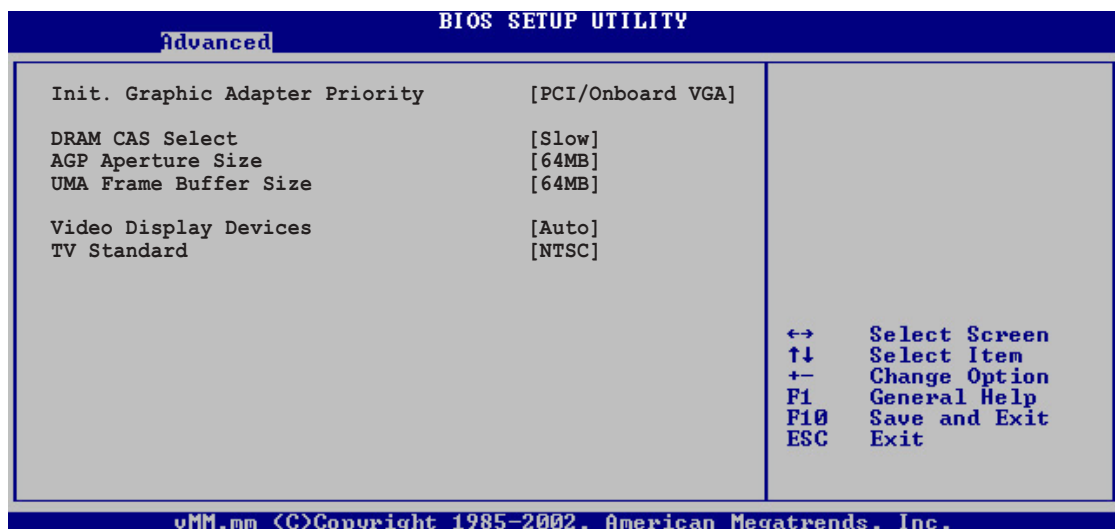 BIOS SETUP UTILITY
Advanced
Init. Graphic Adapter Priority [PCI/Onboard VGA]
DRAM CAS Select [Slow]
AGP Aperture Size [64MB]
UMA Frame Buffer Size [64MB]
Video Display Devices [Auto]
TV Standard [NTSC]
←→ Select Screen
↑↓ Select Item
+- Change Option
F1 General Help
F10 Save and Exit
ESC Exit
vMM.mm (C)Copyright 1985-2002, American Megatrends, Inc.